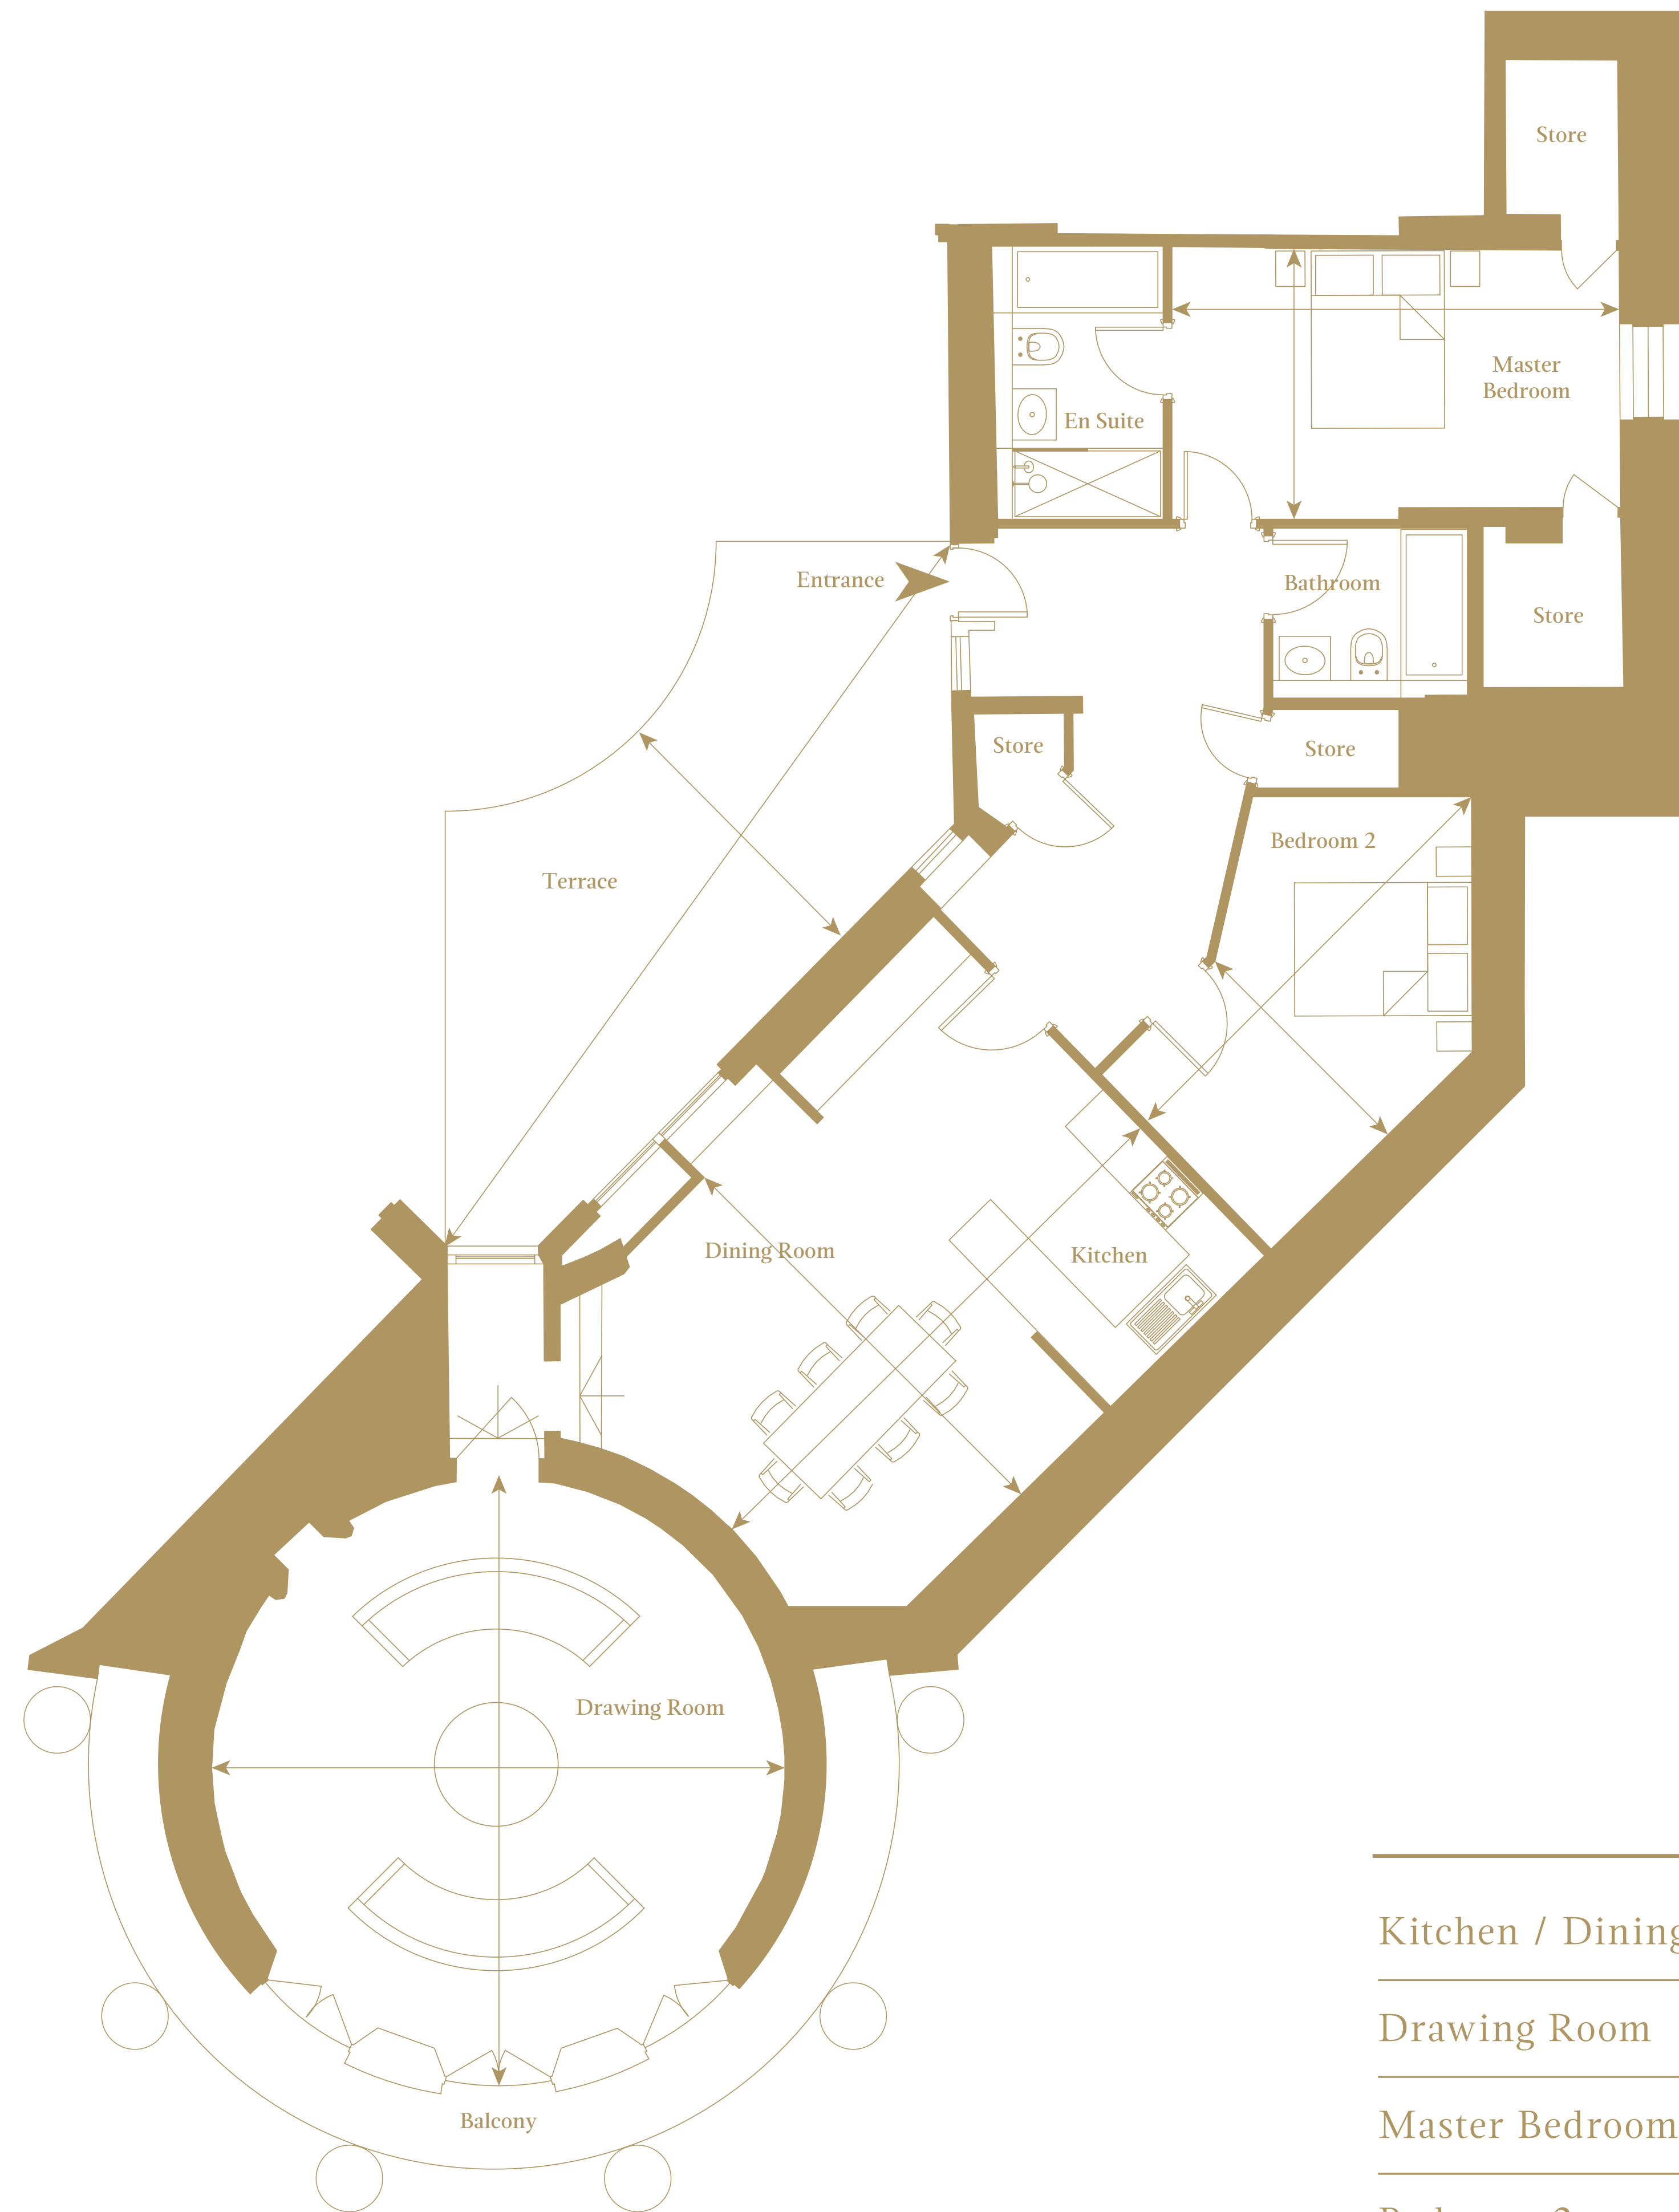 Store
Master
Bedroom
En Suite
Entrance
Bathroom
Store
Store
Store
Bedroom 2
Terrace
Dining Room
Kitchen
Drawing Room
Balcony
Kitchen / Dining
Drawing Room
Master Bedroom